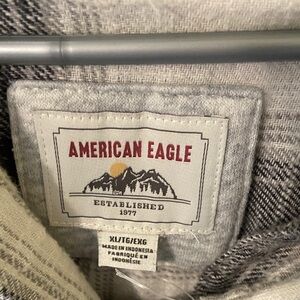 AMERICAN EAGLE
ESTABLISHED
1977
XL/TG/EXG
MADE IN INDONESIA
FABRIQUÉ EN
INDONÉSIE